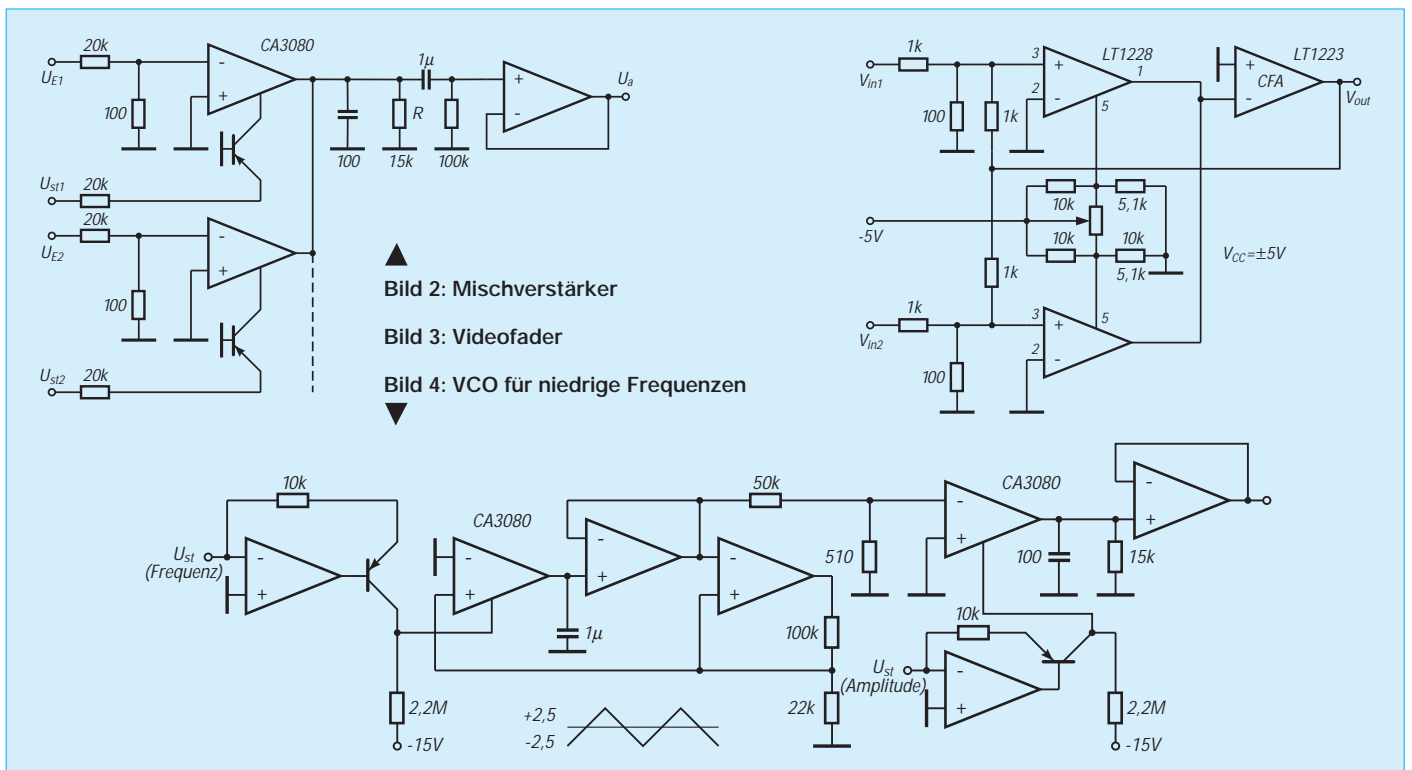 20k
CA3080
U_E1
-
+
100
1µ
+
-
U_a
100
R
15k
100k
U_st1
20k
20k
U_E2
-
+
100
U_st2
20k
1k
V_in1
3
LT1228
+
1
2
-
5
100
1k
LT1223
+
CFA
-
V_out
10k
5,1k
-5V
10k
10k
5,1k
V_CC=±5V
1k
1k
V_in2
3
+
5
2
-
100
Bild 2: Mischverstärker
Bild 3: Videofader
Bild 4: VCO für niedrige Frequenzen
10k
U_st
(Frequenz)
-
+
2,2M
-15V
CA3080
-
+
1µ
-
+
-
+
50k
510
100k
22k
+2,5
-2,5
CA3080
-
+
100
15k
-
+
10k
U_st
(Amplitude)
-
+
2,2M
-15V